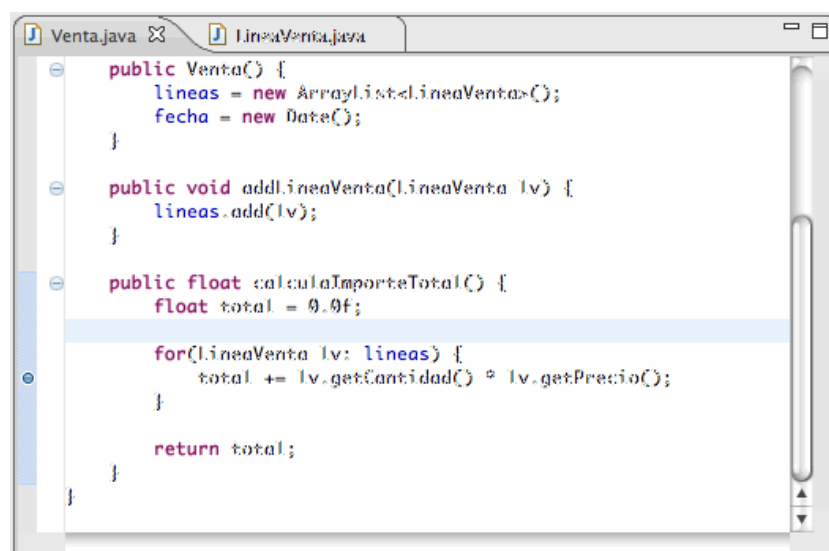 Venta.java LineaVenta.java
public Venta() {
lineas = new ArrayList<LineaVenta>();
fecha = new Date();
}
public void addLineaVenta(LineaVenta lv) {
lineas.add(lv);
}
public float calculaImporteTotal() {
float total = 0.0f;
for(LineaVenta lv: lineas) {
total += lv.getCantidad() * lv.getPrecio();
}
return total;
}
}